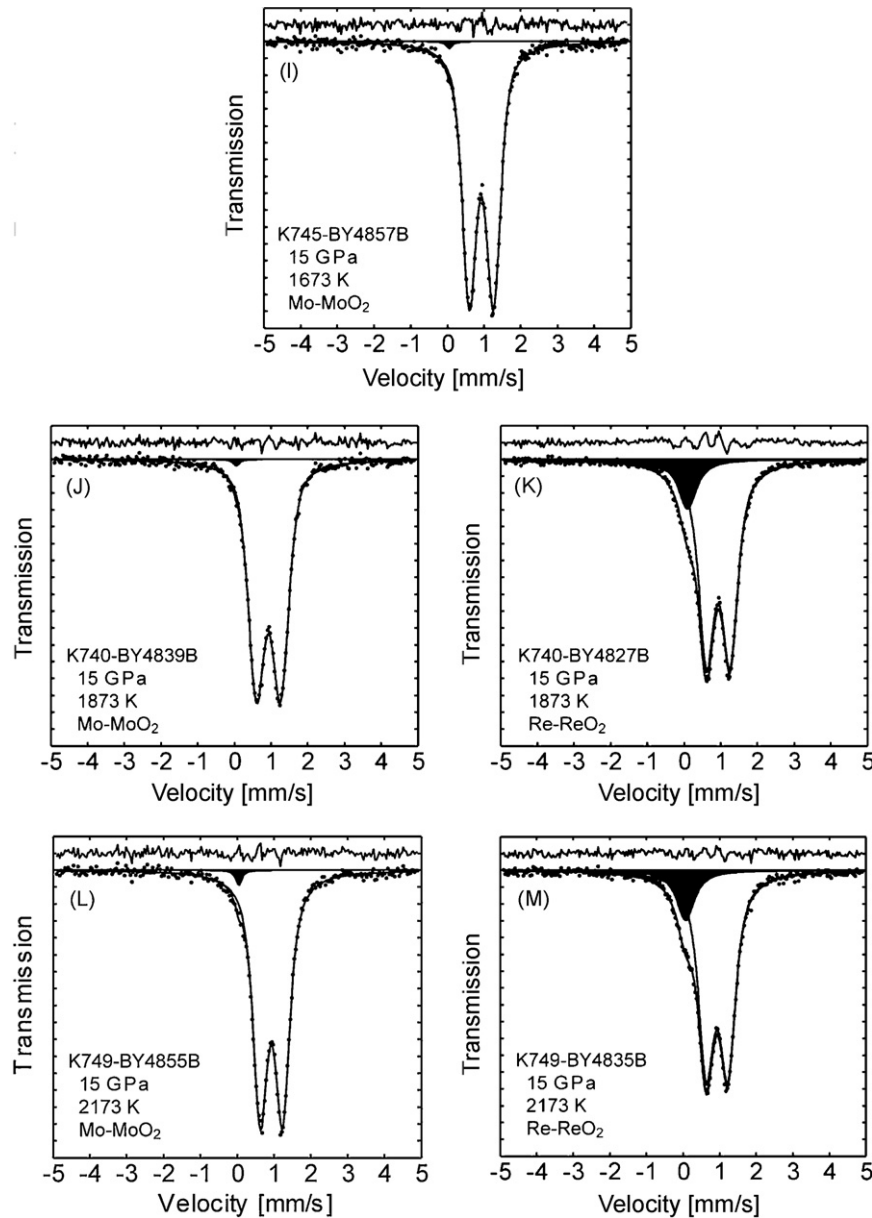 (I)
Transmission
K745-BY4857B
15 GPa
1673 K
Mo-MoO₂
-5 -4 -3 -2 -1 0 1 2 3 4 5
Velocity [mm/s]
(J)
Transmission
K740-BY4839B
15 GPa
1873 K
Mo-MoO₂
-5 -4 -3 -2 -1 0 1 2 3 4 5
Velocity [mm/s]
(K)
Transmission
K740-BY4827B
15 GPa
1873 K
Re-ReO₂
-5 -4 -3 -2 -1 0 1 2 3 4 5
Velocity [mm/s]
(L)
Transmission
K749-BY4855B
15 GPa
2173 K
Mo-MoO₂
-5 -4 -3 -2 -1 0 1 2 3 4 5
Velocity [mm/s]
(M)
Transmission
K749-BY4835B
15 GPa
2173 K
Re-ReO₂
-5 -4 -3 -2 -1 0 1 2 3 4 5
Velocity [mm/s]